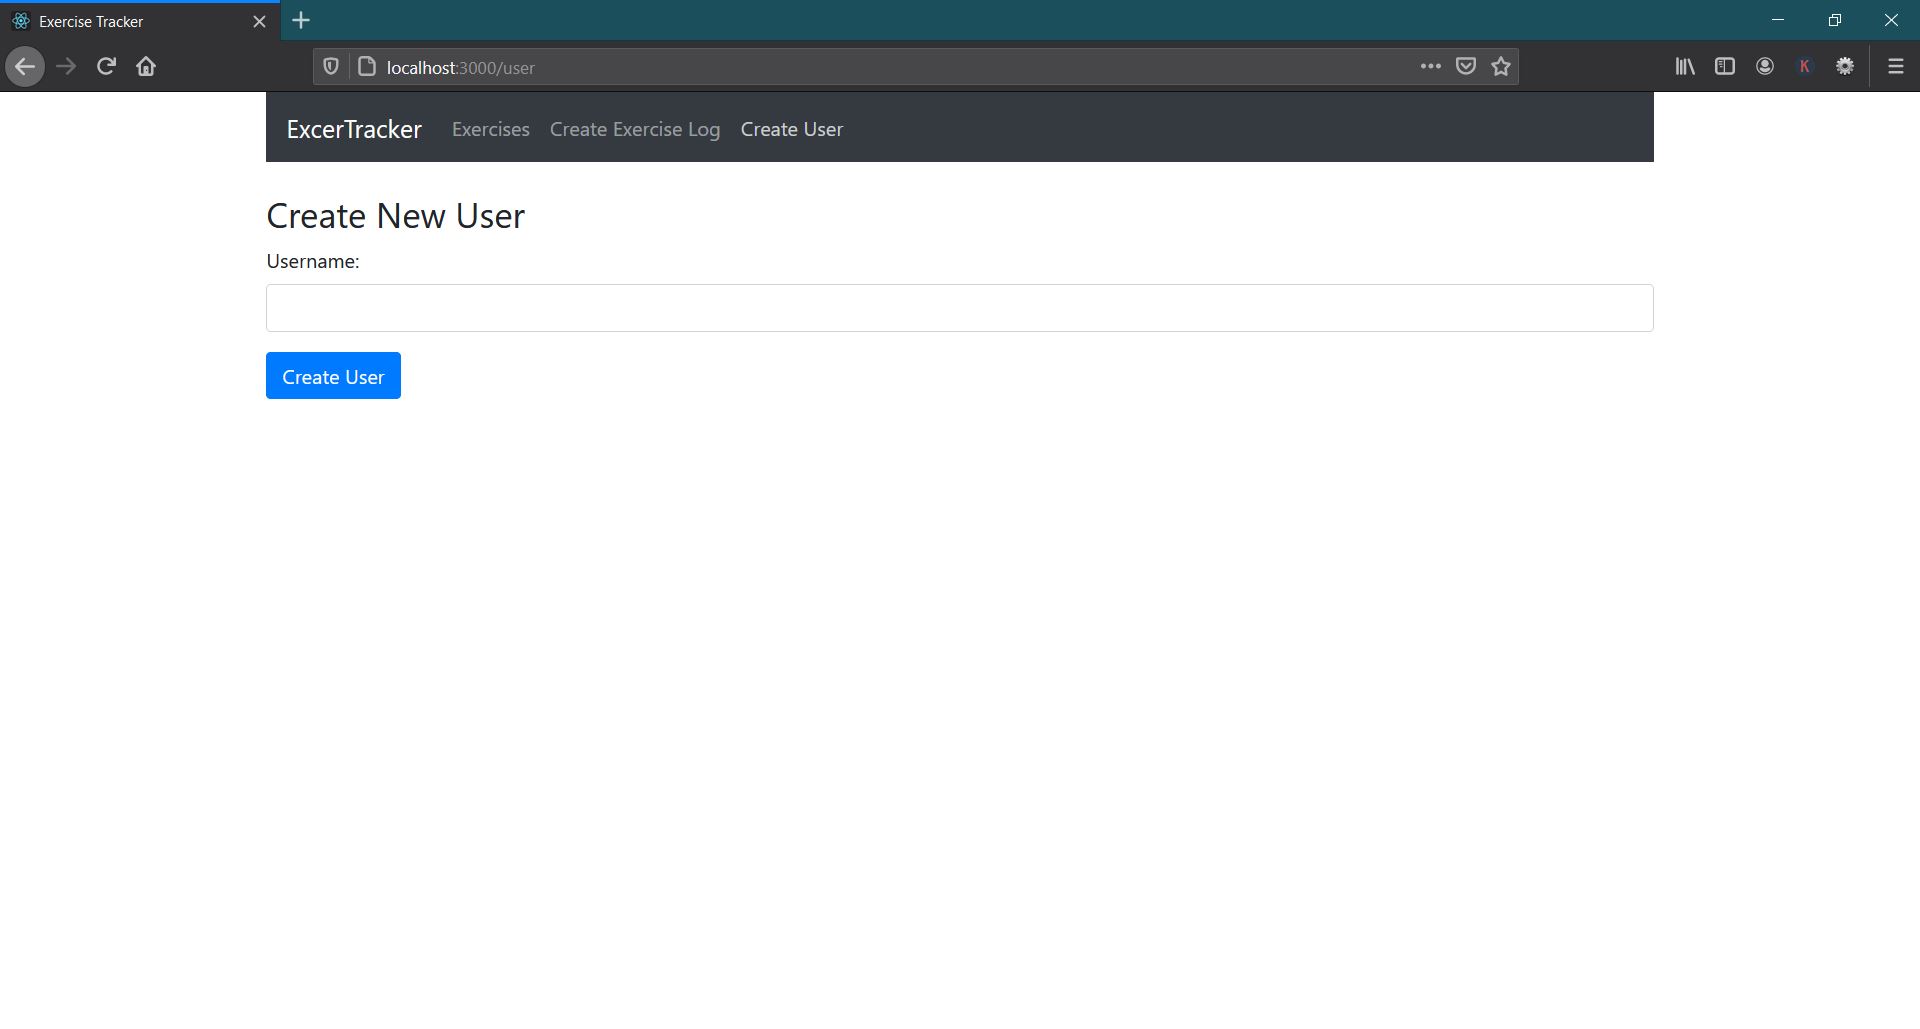 Exercise Tracker
localhost:3000/user
K
ExcerTracker Exercises Create Exercise Log Create User
Create New User
Username:
Create User